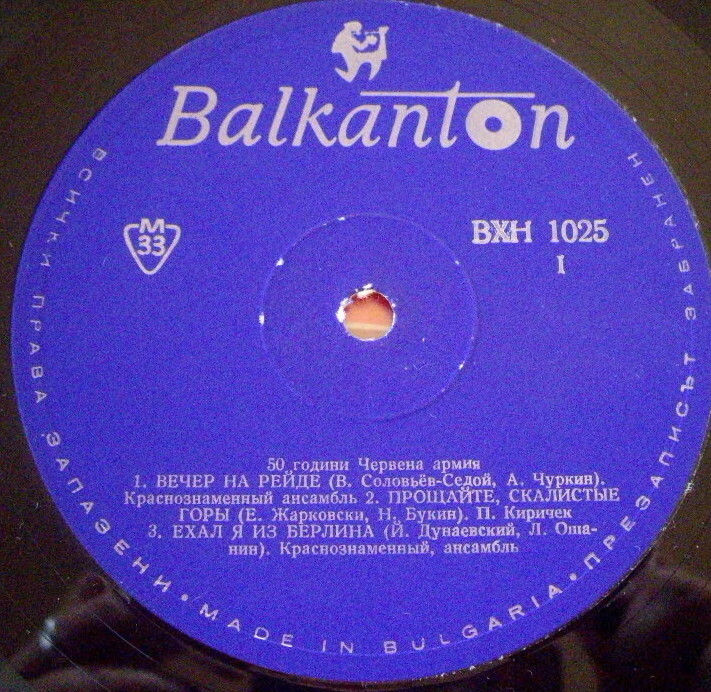 Balkanton
M
33
ВХН 1025
I
50 години Червена армия
1. ВЕЧЕР НА РЕЙДЕ (В. Соловьёв-Седой, А. Чуркин).
Краснознаменный ансамбль 2. ПРОЩАЙТЕ, СКАЛИСТЫЕ
ГОРЫ (Е. Жарковски, Н. Букин). П. Киричек
3. ЕХАЛ Я ИЗ БЕРЛИНА (Й. Дунаевский, Л. Оша-
нин). Краснознаменный, ансамбль
ВСИЧКИ ПРАВА ЗАПАЗЕНИ • MADE IN BULGARIA • ПРЕЗАПИСЪТ ЗАБРАНЕН